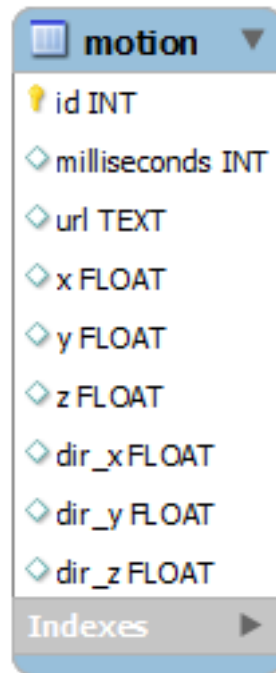 motion
id INT
milliseconds INT
url TEXT
x FLOAT
y FLOAT
z FLOAT
dir_x FLOAT
dir_y FLOAT
dir_z FLOAT
Indexes